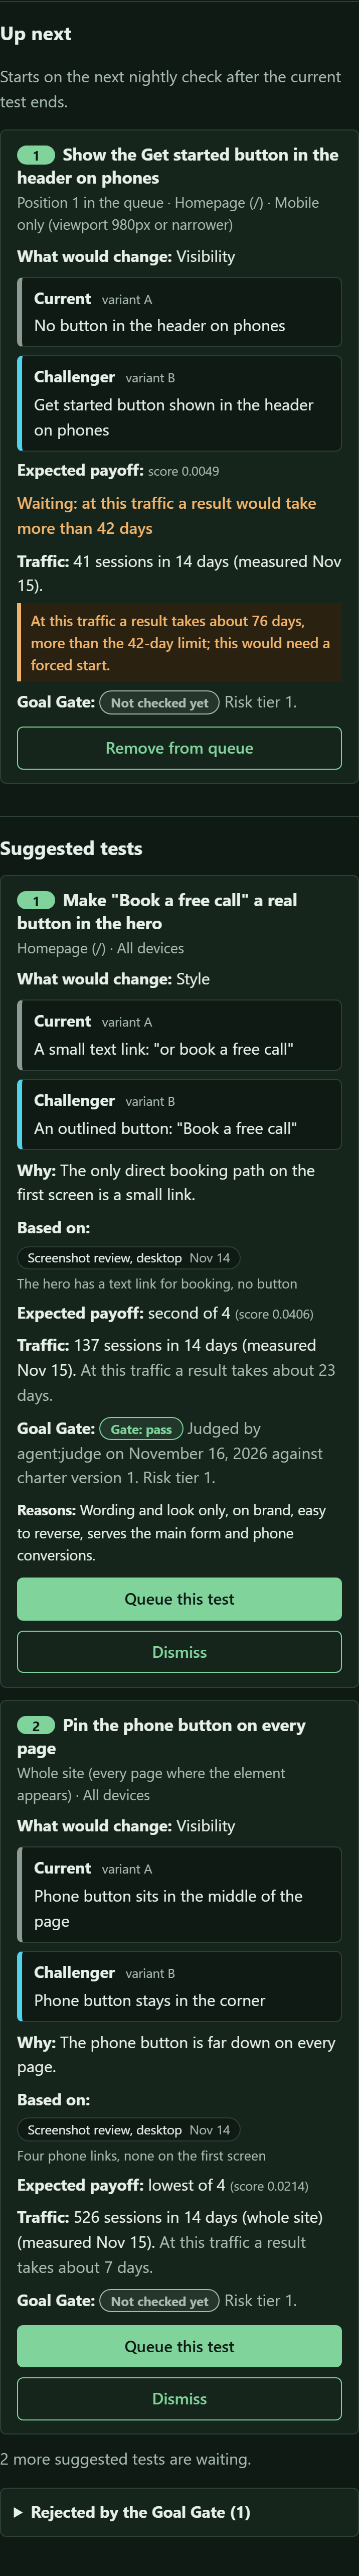 Up next
Starts on the next nightly check after the current
test ends.
1 Show the Get started button in the
header on phones
Position 1 in the queue · Homepage (/) · Mobile
only (viewport 980px or narrower)
What would change: Visibility
Current variant A
No button in the header on phones
Challenger variant B
Get started button shown in the header
on phones
Expected payoff: score 0.0049
Waiting: at this traffic a result would take
more than 42 days
Traffic: 41 sessions in 14 days (measured Nov
15).
At this traffic a result takes about 76 days,
more than the 42-day limit; this would need a
forced start.
Goal Gate: Not checked yet Risk tier 1.
Remove from queue
Suggested tests
1 Make "Book a free call" a real
button in the hero
Homepage (/) · All devices
What would change: Style
Current variant A
A small text link: "or book a free call"
Challenger variant B
An outlined button: "Book a free call"
Why: The only direct booking path on the
first screen is a small link.
Based on:
Screenshot review, desktop Nov 14
The hero has a text link for booking, no button
Expected payoff: second of 4 (score 0.0406)
Traffic: 137 sessions in 14 days (measured
Nov 15). At this traffic a result takes about 23
days.
Goal Gate: Gate: pass Judged by
agent:judge on November 16, 2026 against
charter version 1. Risk tier 1.
Reasons: Wording and look only, on brand, easy
to reverse, serves the main form and phone
conversions.
Queue this test
Dismiss
2 Pin the phone button on every
page
Whole site (every page where the element
appears) · All devices
What would change: Visibility
Current variant A
Phone button sits in the middle of the
page
Challenger variant B
Phone button stays in the corner
Why: The phone button is far down on every
page.
Based on:
Screenshot review, desktop Nov 14
Four phone links, none on the first screen
Expected payoff: lowest of 4 (score 0.0214)
Traffic: 526 sessions in 14 days (whole site)
(measured Nov 15). At this traffic a result
takes about 7 days.
Goal Gate: Not checked yet Risk tier 1.
Queue this test
Dismiss
2 more suggested tests are waiting.
▶ Rejected by the Goal Gate (1)